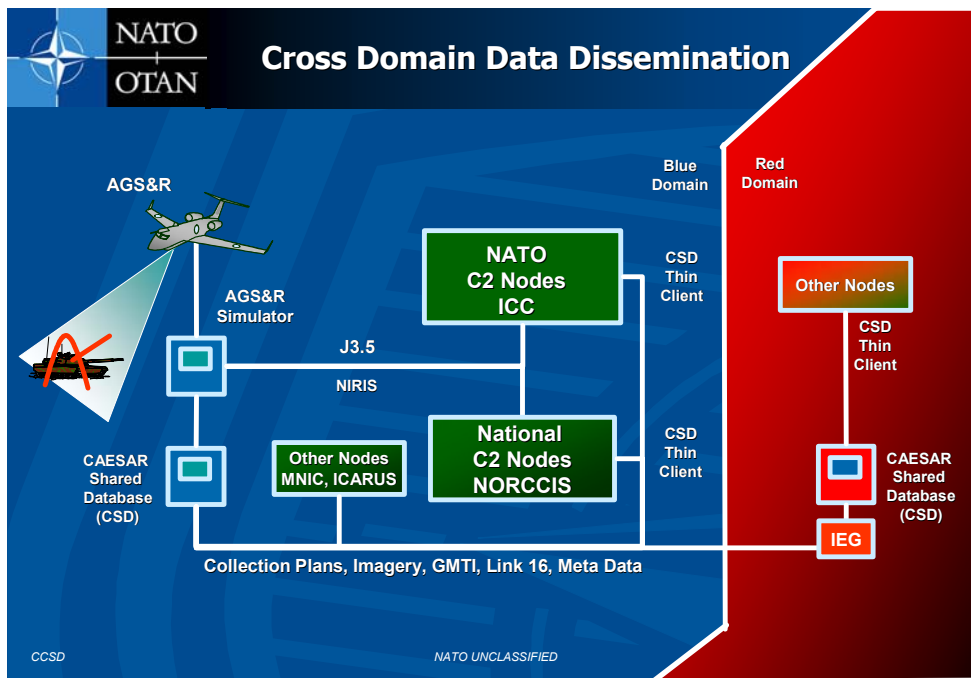 NATO
OTAN
Cross Domain Data Dissemination
Blue
Domain
Red
Domain
AGS&R
AGS&R
Simulator
NATO
C2 Nodes
ICC
CSD
Thin
Client
Other Nodes
CSD
Thin
Client
J3.5
NIRIS
National
C2 Nodes
NORCCIS
CSD
Thin
Client
Other Nodes
MNIC, ICARUS
CAESAR
Shared
Database
(CSD)
CAESAR
Shared
Database
(CSD)
IEG
Collection Plans, Imagery, GMTI, Link 16, Meta Data
CCSD
NATO UNCLASSIFIED